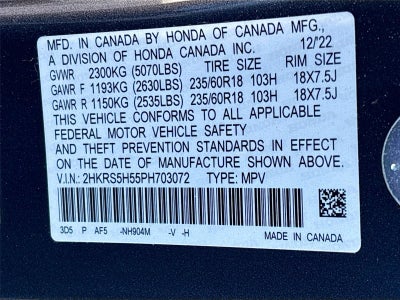 MFD. IN CANADA BY HONDA OF CANADA MFG.,
A DIVISION OF HONDA CANADA INC. 12/'22
GVWR 2300KG (5070LBS) TIRE SIZE RIM SIZE
GAWR F 1193KG (2630LBS) 235/60R18 103H 18X7.5J
GAWR R 1150KG (2535LBS) 235/60R18 103H 18X7.5J
THIS VEHICLE CONFORMS TO ALL APPLICABLE
FEDERAL MOTOR VEHICLE SAFETY
AND THEFT PREVENTION STANDARDS IN EFFECT
ON THE DATE OF MANUFACTURE SHOWN ABOVE.
V.I.N.: 2HKRS5H55PH703072 TYPE: MPV
3D5 P AF5 -NH904M -V -H MADE IN CANADA